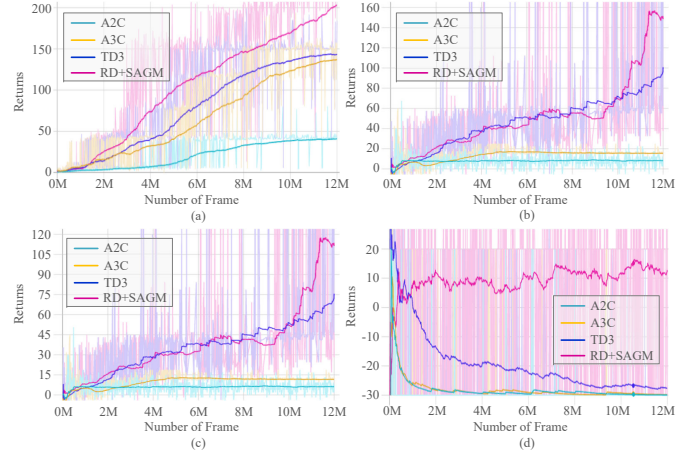 200
150
100
50
0
Returns
A2C
A3C
TD3
RD+SAGM
0M 2M 4M 6M 8M 10M 12M
Number of Frame
(a)
160
140
120
100
80
60
40
20
0
Returns
A2C
A3C
TD3
RD+SAGM
0M 2M 4M 6M 8M 10M 12M
Number of Frame
(b)
120
105
90
75
60
45
30
15
0
Returns
A2C
A3C
TD3
RD+SAGM
0M 2M 4M 6M 8M 10M 12M
Number of Frame
(c)
20
10
0
-10
-20
-30
Returns
A2C
A3C
TD3
RD+SAGM
0M 2M 4M 6M 8M 10M 12M
Number of Frame
(d)